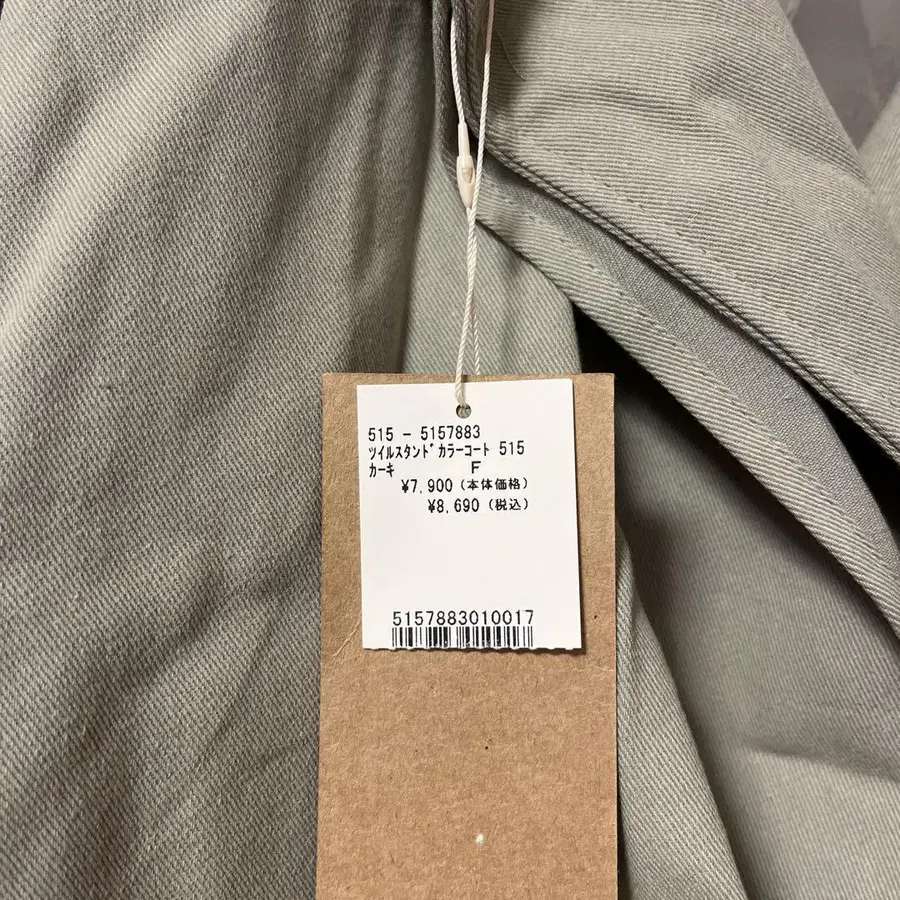 515 - 5157883
ﾂｲﾙｽﾀﾝﾄﾞｶﾗｰｺｰﾄ 515
ｶｰｷ F
¥7,900 (本体価格)
¥8,690 (税込)
5157883010017